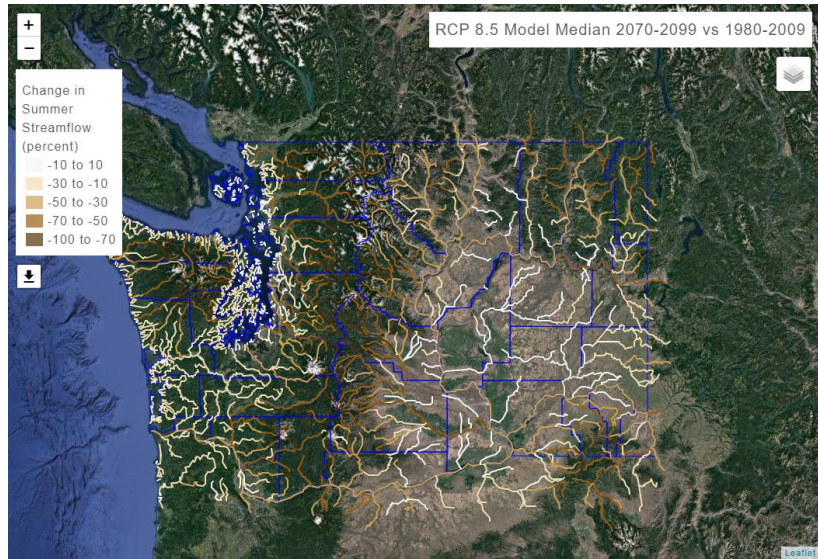 +
−
RCP 8.5 Model Median 2070-2099 vs 1980-2009
Change in
Summer
Streamflow
(percent)
-10 to 10
-30 to -10
-50 to -30
-70 to -50
-100 to -70
Leaflet